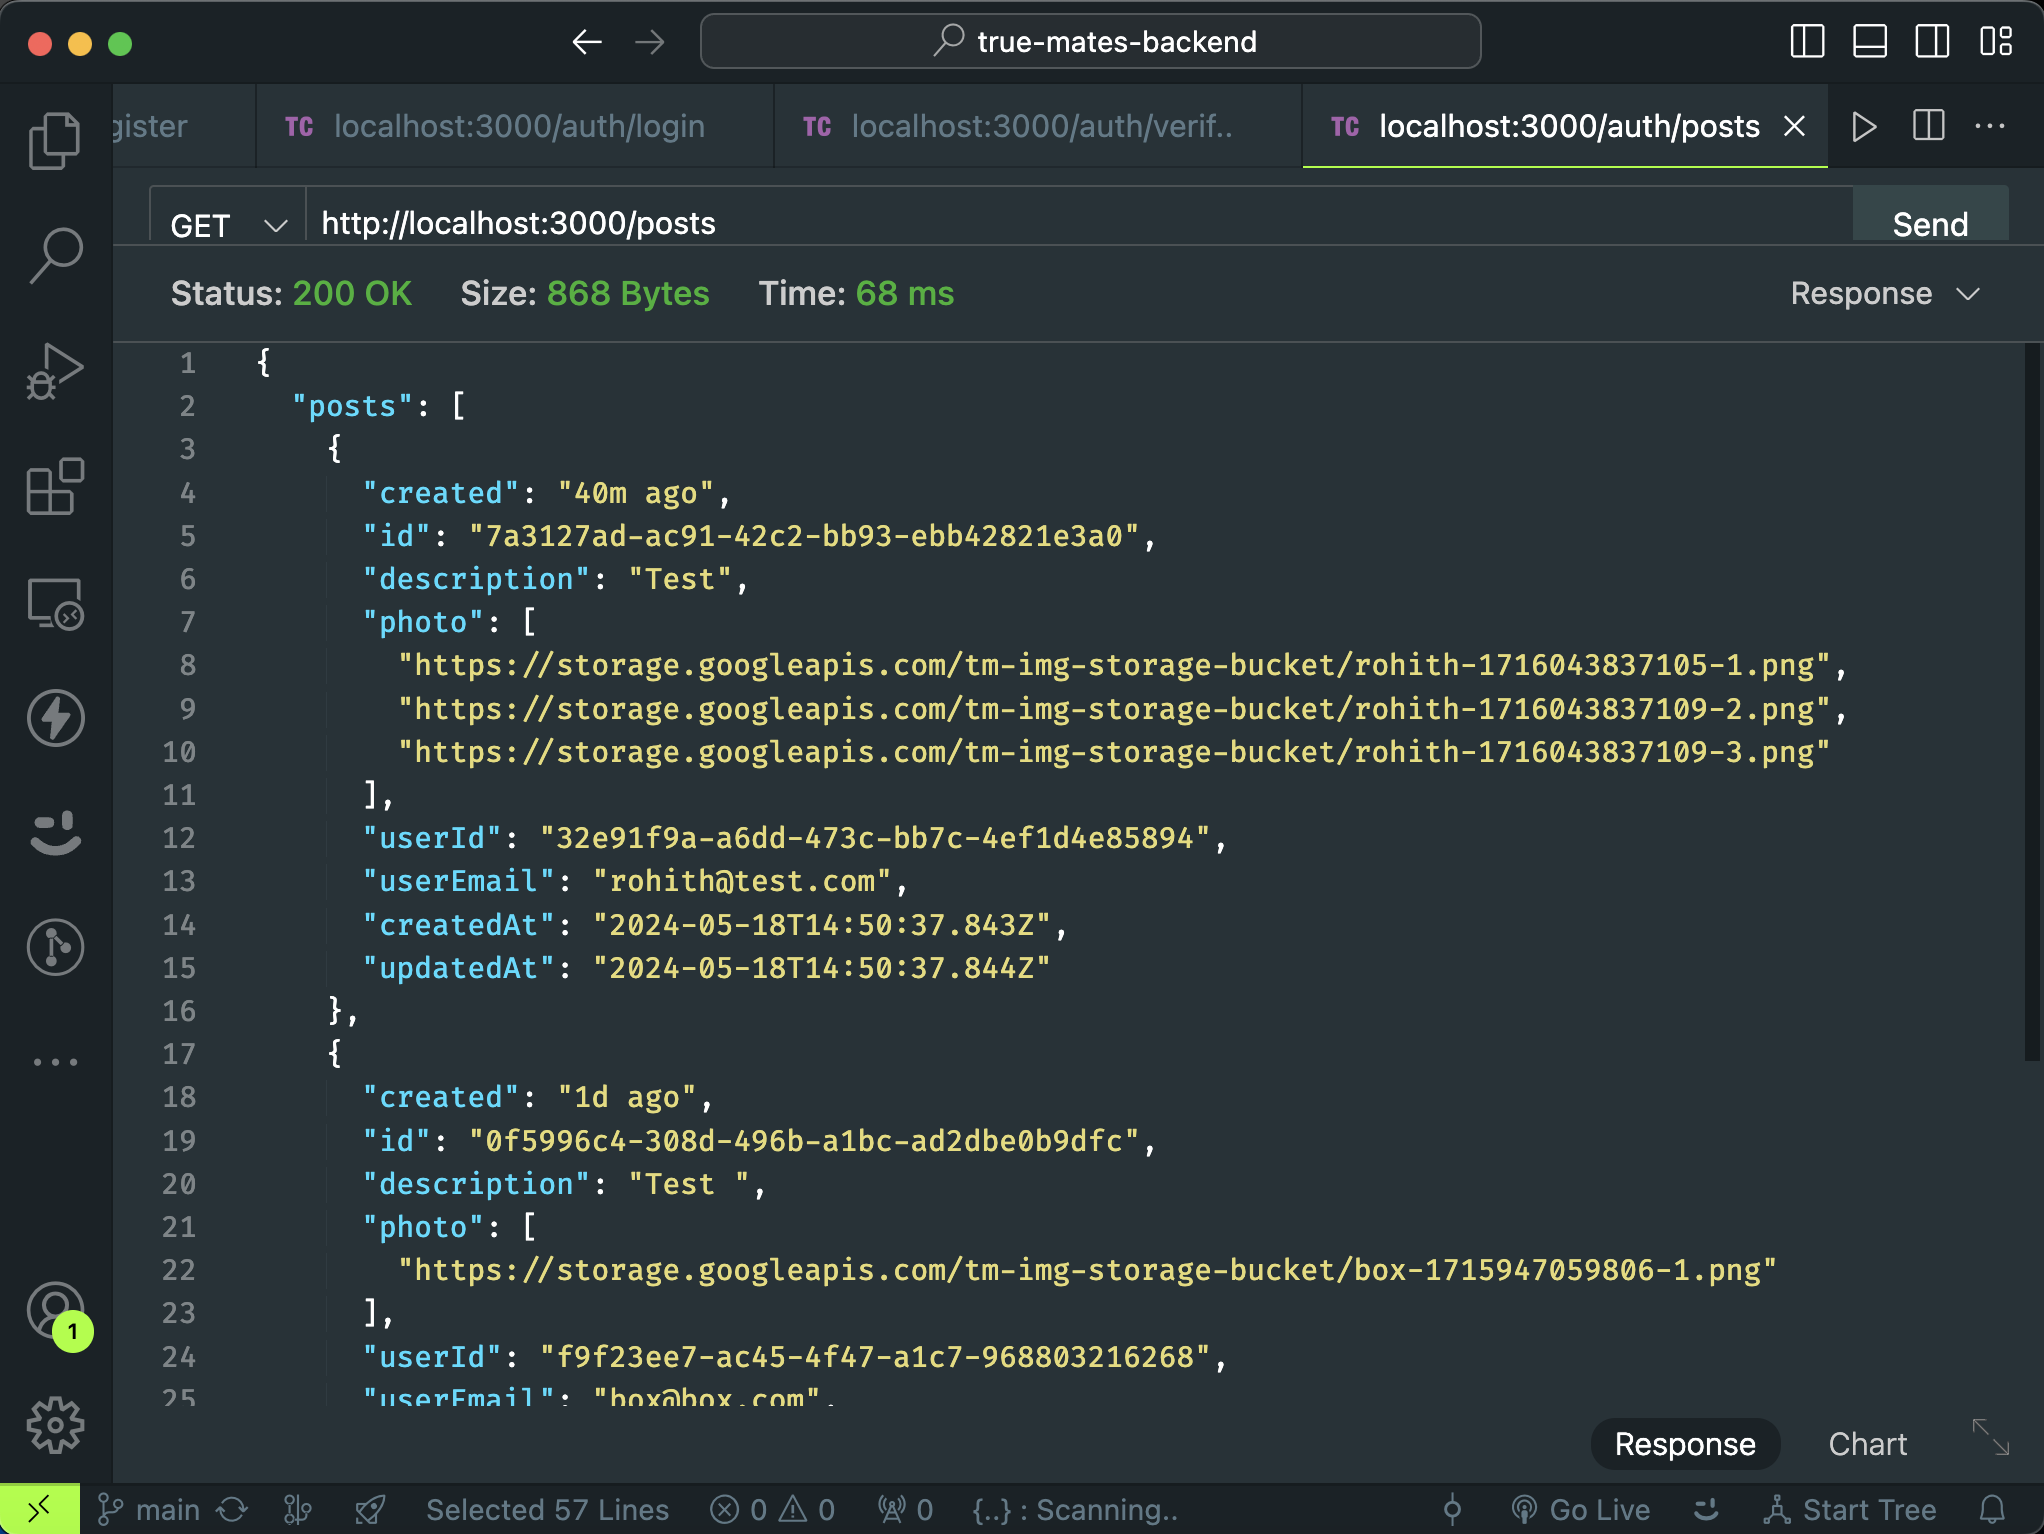 true-mates-backend
gister
TC localhost:3000/auth/login
TC localhost:3000/auth/verif..
TC localhost:3000/auth/posts
GET http://localhost:3000/posts Send
Status: 200 OK Size: 868 Bytes Time: 68 ms Response
1 {
2 "posts": [
3 {
4 "created": "40m ago",
5 "id": "7a3127ad-ac91-42c2-bb93-ebb42821e3a0",
6 "description": "Test",
7 "photo": [
8 "https://storage.googleapis.com/tm-img-storage-bucket/rohith-1716043837105-1.png",
9 "https://storage.googleapis.com/tm-img-storage-bucket/rohith-1716043837109-2.png",
10 "https://storage.googleapis.com/tm-img-storage-bucket/rohith-1716043837109-3.png"
11 ],
12 "userId": "32e91f9a-a6dd-473c-bb7c-4ef1d4e85894",
13 "userEmail": "rohith@test.com",
14 "createdAt": "2024-05-18T14:50:37.843Z",
15 "updatedAt": "2024-05-18T14:50:37.844Z"
16 },
17 {
18 "created": "1d ago",
19 "id": "0f5996c4-308d-496b-a1bc-ad2dbe0b9dfc",
20 "description": "Test ",
21 "photo": [
22 "https://storage.googleapis.com/tm-img-storage-bucket/box-1715947059806-1.png"
23 ],
24 "userId": "f9f23ee7-ac45-4f47-a1c7-968803216268",
25 "userEmail": "box@box.com",
1
Response Chart
main Selected 57 Lines 0 0 0 {..} : Scanning.. Go Live Start Tree